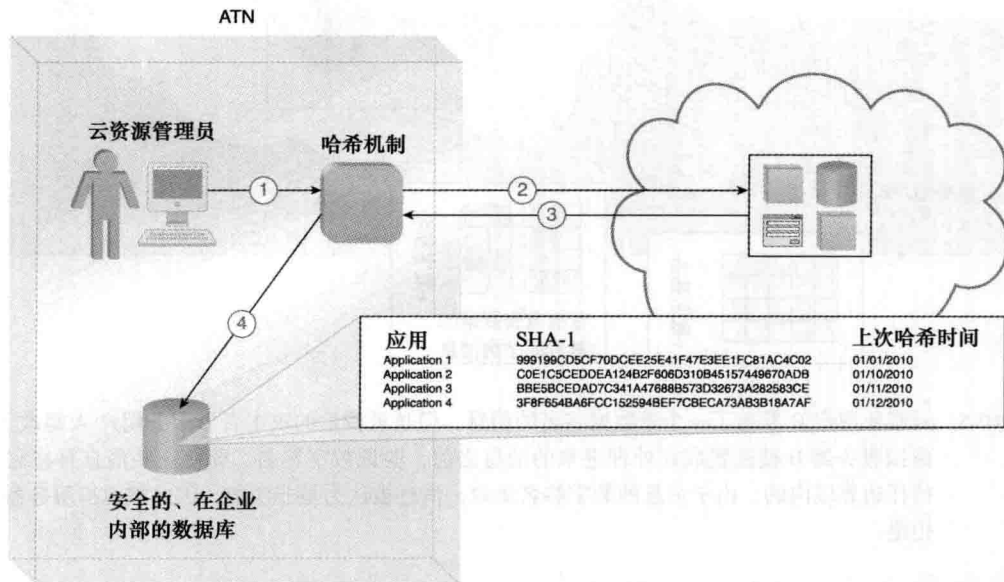 ATN
云资源管理员
哈希机制
1
2
3
4
应用 SHA-1 上次哈希时间
Application 1 999199CD5CF70DCEE25E41F47E3EE1FC81AC4C02 01/01/2010
Application 2 C0E1C5CEDDEA124B2F606D310B45157449670ADB 01/10/2010
Application 3 BBE5BCEDAD7C341A47688B573D32673A282583CE 01/11/2010
Application 4 3F8F654BA6FCC152594BEF7CBECA73AB3B18A7AF 01/12/2010
安全的、在企业
内部的数据库